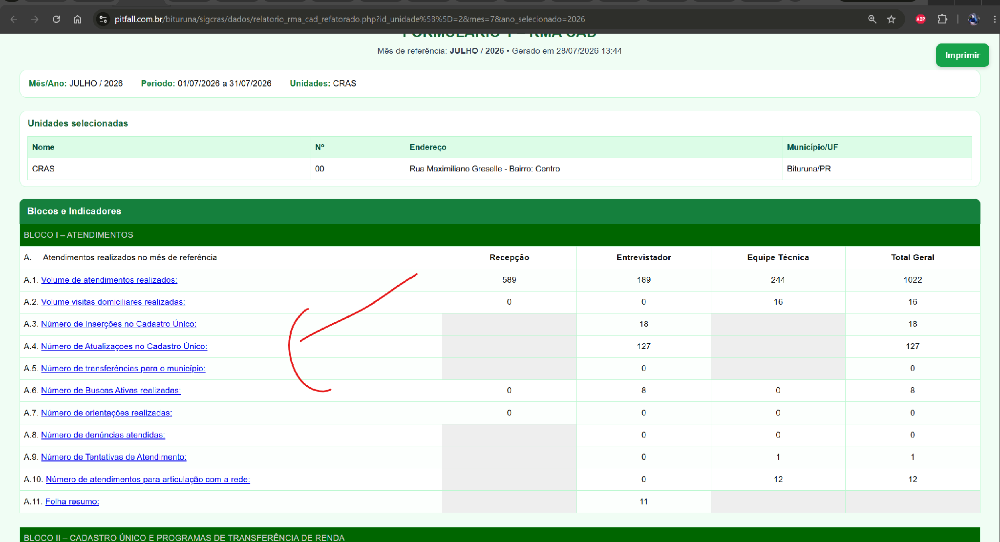 pitfall.com.br/bituruna/sigcras/dados/relatorio_rma_cad_refatorado.php?id_unidade%5B%5D=2&mes=7&ano_selecionado=2026
ABP
FORMULÁRIO 1 – RMA CAD
Mês de referência: JULHO / 2026 • Gerado em 28/07/2026 13:44
Imprimir
Mês/Ano: JULHO / 2026 Período: 01/07/2026 a 31/07/2026 Unidades: CRAS
Unidades selecionadas
Nome Nº Endereço Município/UF
CRAS 00 Rua Maximiliano Greselle - Bairro: Centro Bituruna/PR
Blocos e Indicadores
BLOCO I – ATENDIMENTOS
A. Atendimentos realizados no mês de referência Recepção Entrevistador Equipe Técnica Total Geral
A.1. Volume de atendimentos realizados: 589 189 244 1022
A.2. Volume visitas domiciliares realizadas: 0 0 16 16
A.3. Número de Inserções no Cadastro Único: 18 18
A.4. Número de Atualizações no Cadastro Único: 127 127
A.5. Número de transferências para o município: 0 0
A.6. Número de Buscas Ativas realizadas: 0 8 0 8
A.7. Número de orientações realizadas: 0 0 0 0
A.8. Número de denúncias atendidas: 0 0 0
A.9. Número de Tentativas de Atendimento: 0 1 1
A.10. Número de atendimentos para articulação com a rede: 0 12 12
A.11. Folha resumo: 11
BLOCO II – CADASTRO ÚNICO E PROGRAMAS DE TRANSFERÊNCIA DE RENDA